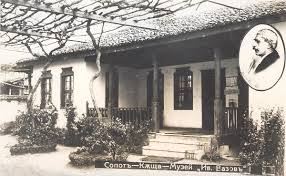 Сопотъ — Къща — Музей „Ив. Вазовъ“